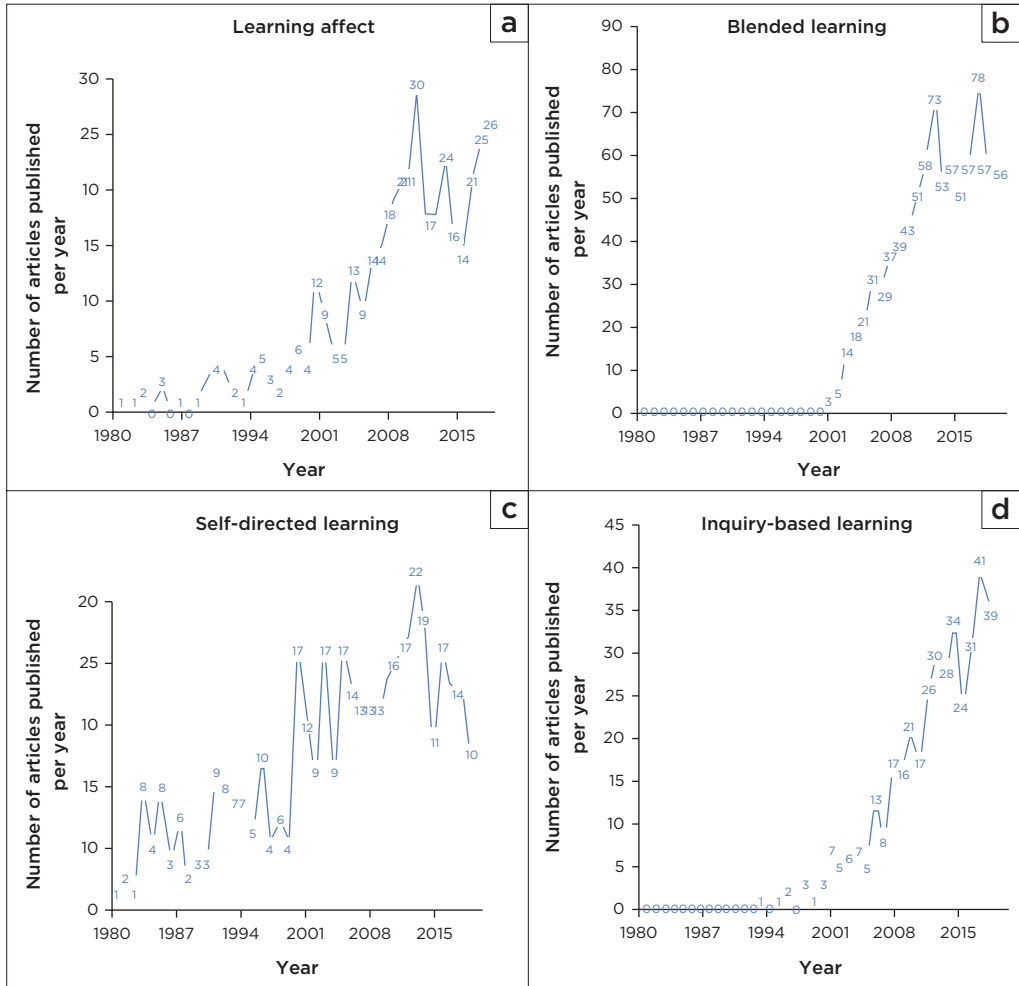 Learning affect
a
Number of articles published
per year
30
25
10
15
10
5
0
1 1 2 0 3 0 1 0 1 4 2 1 4 5 3 2 4 6 4 12 9 5 5 13 9 14 14 18 21 30 17 24 16 14 21 25 26
1980 1987 1994 2001 2008 2015
Year
Blended learning
b
Number of articles published
per year
90
80
70
60
50
40
30
20
10
0
0 0 0 0 0 0 0 0 0 0 0 0 0 0 0 0 0 0 0 3 5 14 18 21 31 29 37 39 43 51 58 73 53 57 51 57 78 57 56
1980 1987 1994 2001 2008 2015
Year
Self-directed learning
c
Number of articles published
per year
20
25
10
15
10
0
1 2 1 8 4 8 3 6 2 3 3 9 8 7 7 5 10 4 6 4 17 12 9 17 9 17 14 13 13 13 16 17 22 19 11 17 14 10
1980 1987 1994 2001 2008 2015
Year
Inquiry-based learning
d
Number of articles published
per year
45
40
35
30
25
20
15
10
5
0
0 0 0 0 0 0 0 0 0 0 0 0 1 0 1 2 0 3 1 3 7 5 6 7 5 13 8 17 16 21 17 26 30 28 34 24 31 41 39
1980 1987 1994 2001 2008 2015
Year